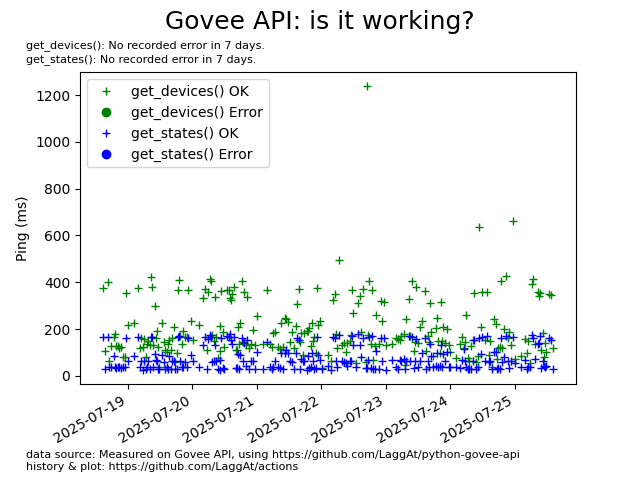 Govee API: is it working?
get_devices(): No recorded error in 7 days.
get_states(): No recorded error in 7 days.
get_devices() OK
get_devices() Error
get_states() OK
get_states() Error
Ping (ms)
1200
1000
800
600
400
200
0
2025-07-19
2025-07-20
2025-07-21
2025-07-22
2025-07-23
2025-07-24
2025-07-25
data source: Measured on Govee API, using https://github.com/LaggAt/python-govee-api
history & plot: https://github.com/LaggAt/actions